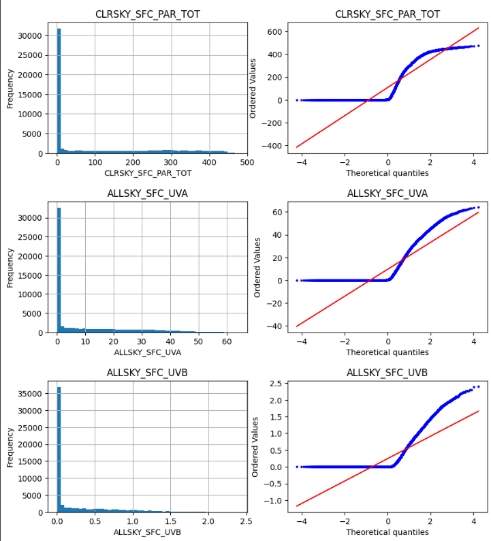 CLRSKY_SFC_PAR_TOT
CLRSKY_SFC_PAR_TOT
Frequency
30000
25000
20000
15000
10000
5000
0
0 100 200 300 400 500
CLRSKY_SFC_PAR_TOT
Ordered Values
600
400
200
0
−200
−400
−4 −2 0 2 4
Theoretical quantiles
ALLSKY_SFC_UVA
ALLSKY_SFC_UVA
Frequency
30000
25000
20000
15000
10000
5000
0
0 10 20 30 40 50 60
ALLSKY_SFC_UVA
Ordered Values
60
40
20
0
−20
−40
−4 −2 0 2 4
Theoretical quantiles
ALLSKY_SFC_UVB
ALLSKY_SFC_UVB
Frequency
35000
30000
25000
20000
15000
10000
5000
0
0.0 0.5 1.0 1.5 2.0 2.5
ALLSKY_SFC_UVB
Ordered Values
2.5
2.0
1.5
1.0
0.5
0.0
−0.5
−1.0
−4 −2 0 2 4
Theoretical quantiles